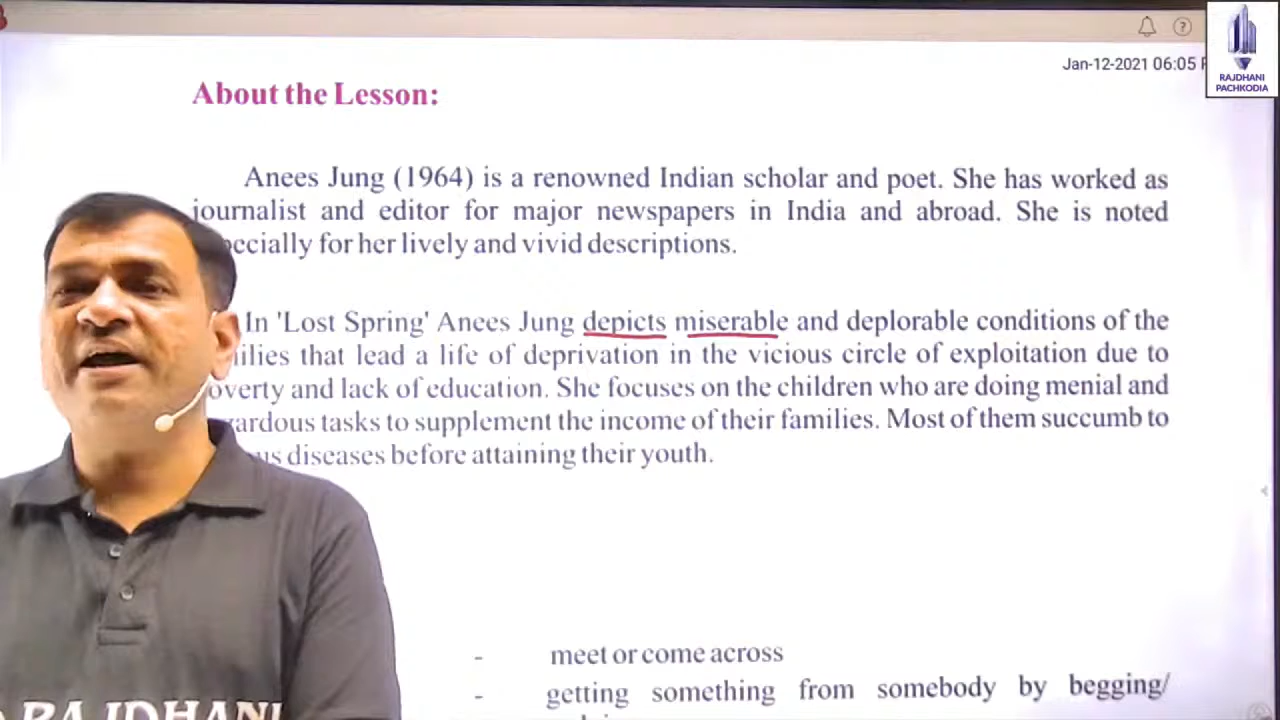 Jan-12-2021 06:05
RAJDHANI
PACHKODIA
About the Lesson:
Anees Jung (1964) is a renowned Indian scholar and poet. She has worked as
journalist and editor for major newspapers in India and abroad. She is noted
for her lively and vivid descriptions.
In 'Lost Spring' Anees Jung depicts miserable and deplorable conditions of the
that lead a life of deprivation in the vicious circle of exploitation due to
and lack of education. She focuses on the children who are doing menial and
tasks to supplement the income of their families. Most of them succumb to
diseases before attaining their youth.
- meet or come across
- getting something from somebody by begging/
RAJDHANI